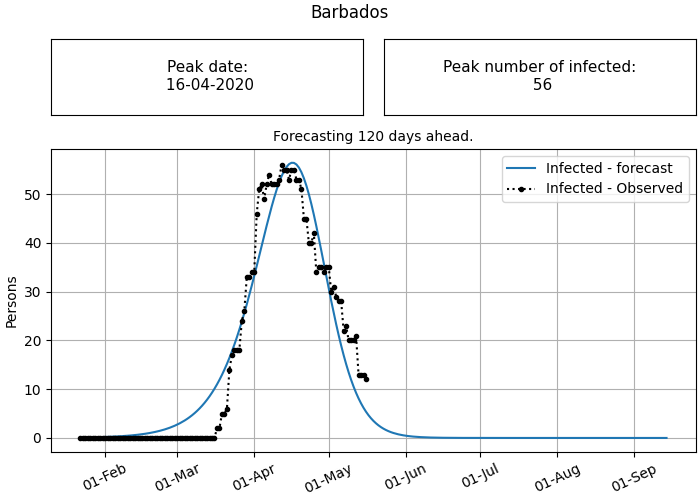 Barbados
Peak date:
16-04-2020
Peak number of infected:
56
Forecasting 120 days ahead.
Infected - forecast
Infected - Observed
Persons
50
40
30
20
10
0
01-Feb
01-Mar
01-Apr
01-May
01-Jun
01-Jul
01-Aug
01-Sep